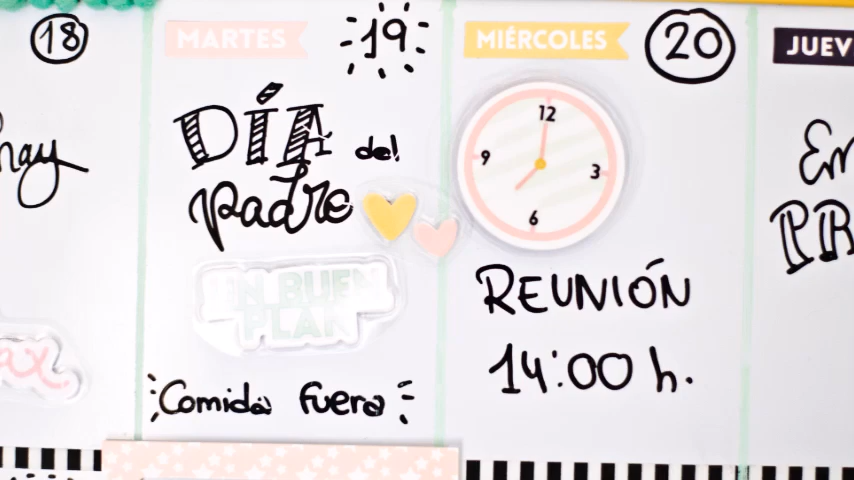 18
hay
MARTES
19
DÍA del
padre
EN BUEN
PLAN
Comida fuera
MIÉRCOLES
20
12
9
3
6
REUNIÓN
14:00 h.
JUEV